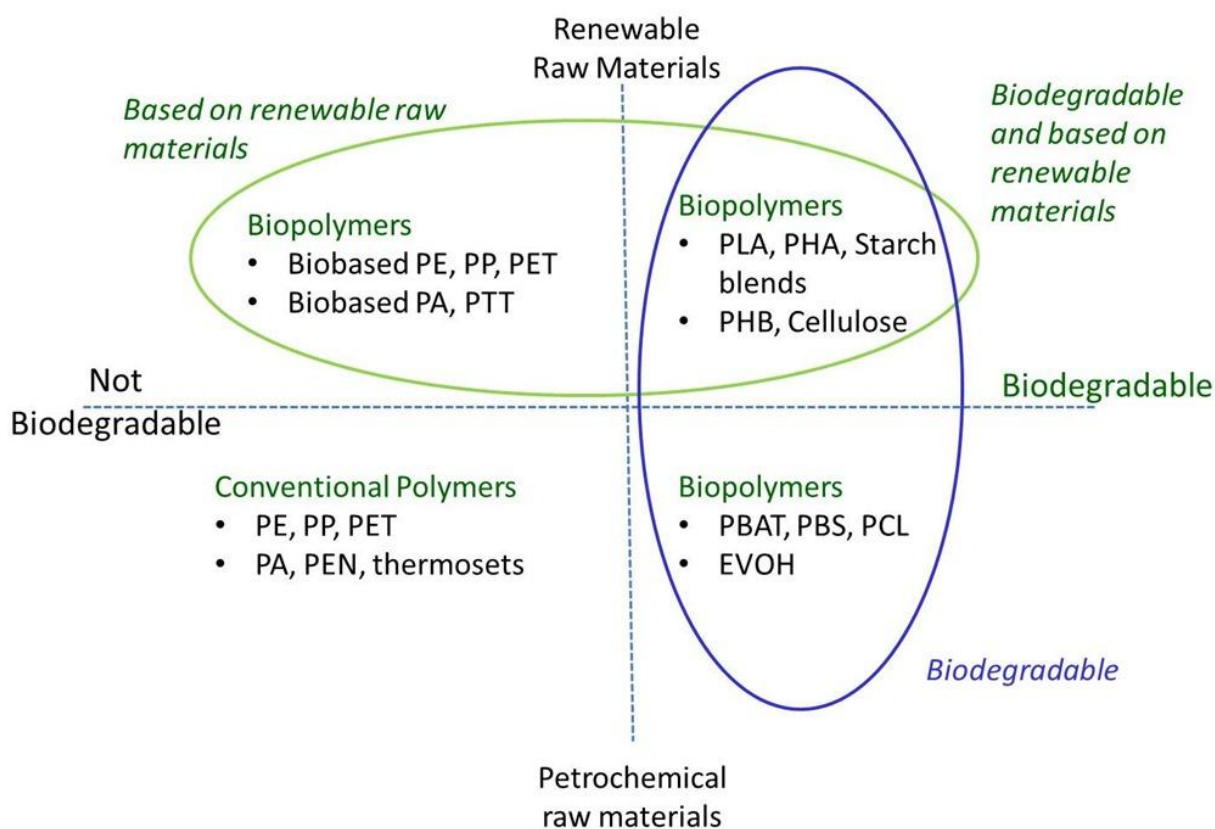 Renewable
Raw Materials
Based on renewable raw
materials
Biodegradable
and based on
renewable
materials
Biopolymers
• Biobased PE, PP, PET
• Biobased PA, PTT
Biopolymers
• PLA, PHA, Starch
blends
• PHB, Cellulose
Not
Biodegradable
Biodegradable
Conventional Polymers
• PE, PP, PET
• PA, PEN, thermosets
Biopolymers
• PBAT, PBS, PCL
• EVOH
Biodegradable
Petrochemical
raw materials